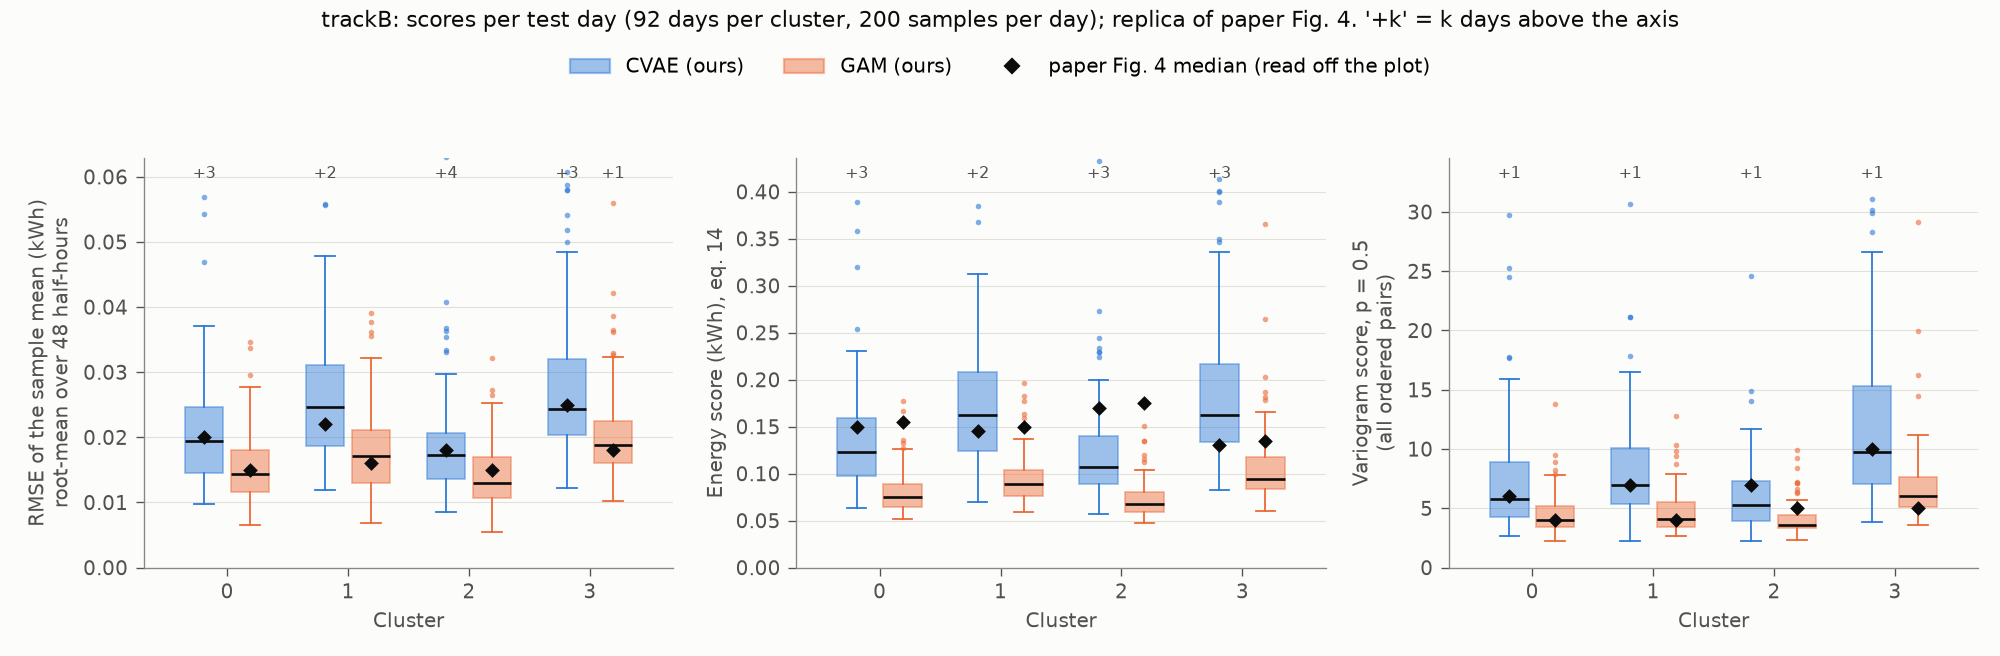 trackB: scores per test day (92 days per cluster, 200 samples per day); replica of paper Fig. 4. '+k' = k days above the axis
CVAE (ours) GAM (ours) paper Fig. 4 median (read off the plot)
RMSE of the sample mean (kWh)
root-mean over 48 half-hours
0.06
0.05
0.04
0.03
0.02
0.01
0.00
+3 +2 +4 +3 +1
0 1 2 3
Cluster
Energy score (kWh), eq. 14
0.40
0.35
0.30
0.25
0.20
0.15
0.10
0.05
0.00
+3 +2 +3 +3
0 1 2 3
Cluster
Variogram score, p = 0.5
(all ordered pairs)
30
25
20
15
10
5
0
+1 +1 +1 +1
0 1 2 3
Cluster